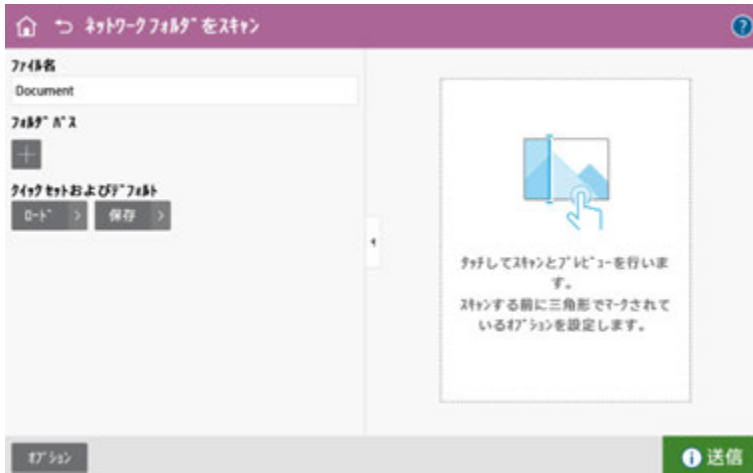 ﾈｯﾄﾜｰｸ ﾌｫﾙﾀﾞをｽｷｬﾝ
ﾌｧｲﾙ名
Document
ﾌｫﾙﾀﾞ ﾊﾟｽ
ｸｲｯｸ ｾｯﾄおよびﾃﾞﾌｫﾙﾄ
ﾛｰﾄﾞ
保存
ﾀｯﾁしてｽｷｬﾝとﾌﾟﾚﾋﾞｭｰを行いま
す。
ｽｷｬﾝする前に三角形でﾏｰｸされて
いるｵﾌﾟｼｮﾝを設定します。
ｵﾌﾟｼｮﾝ
送信